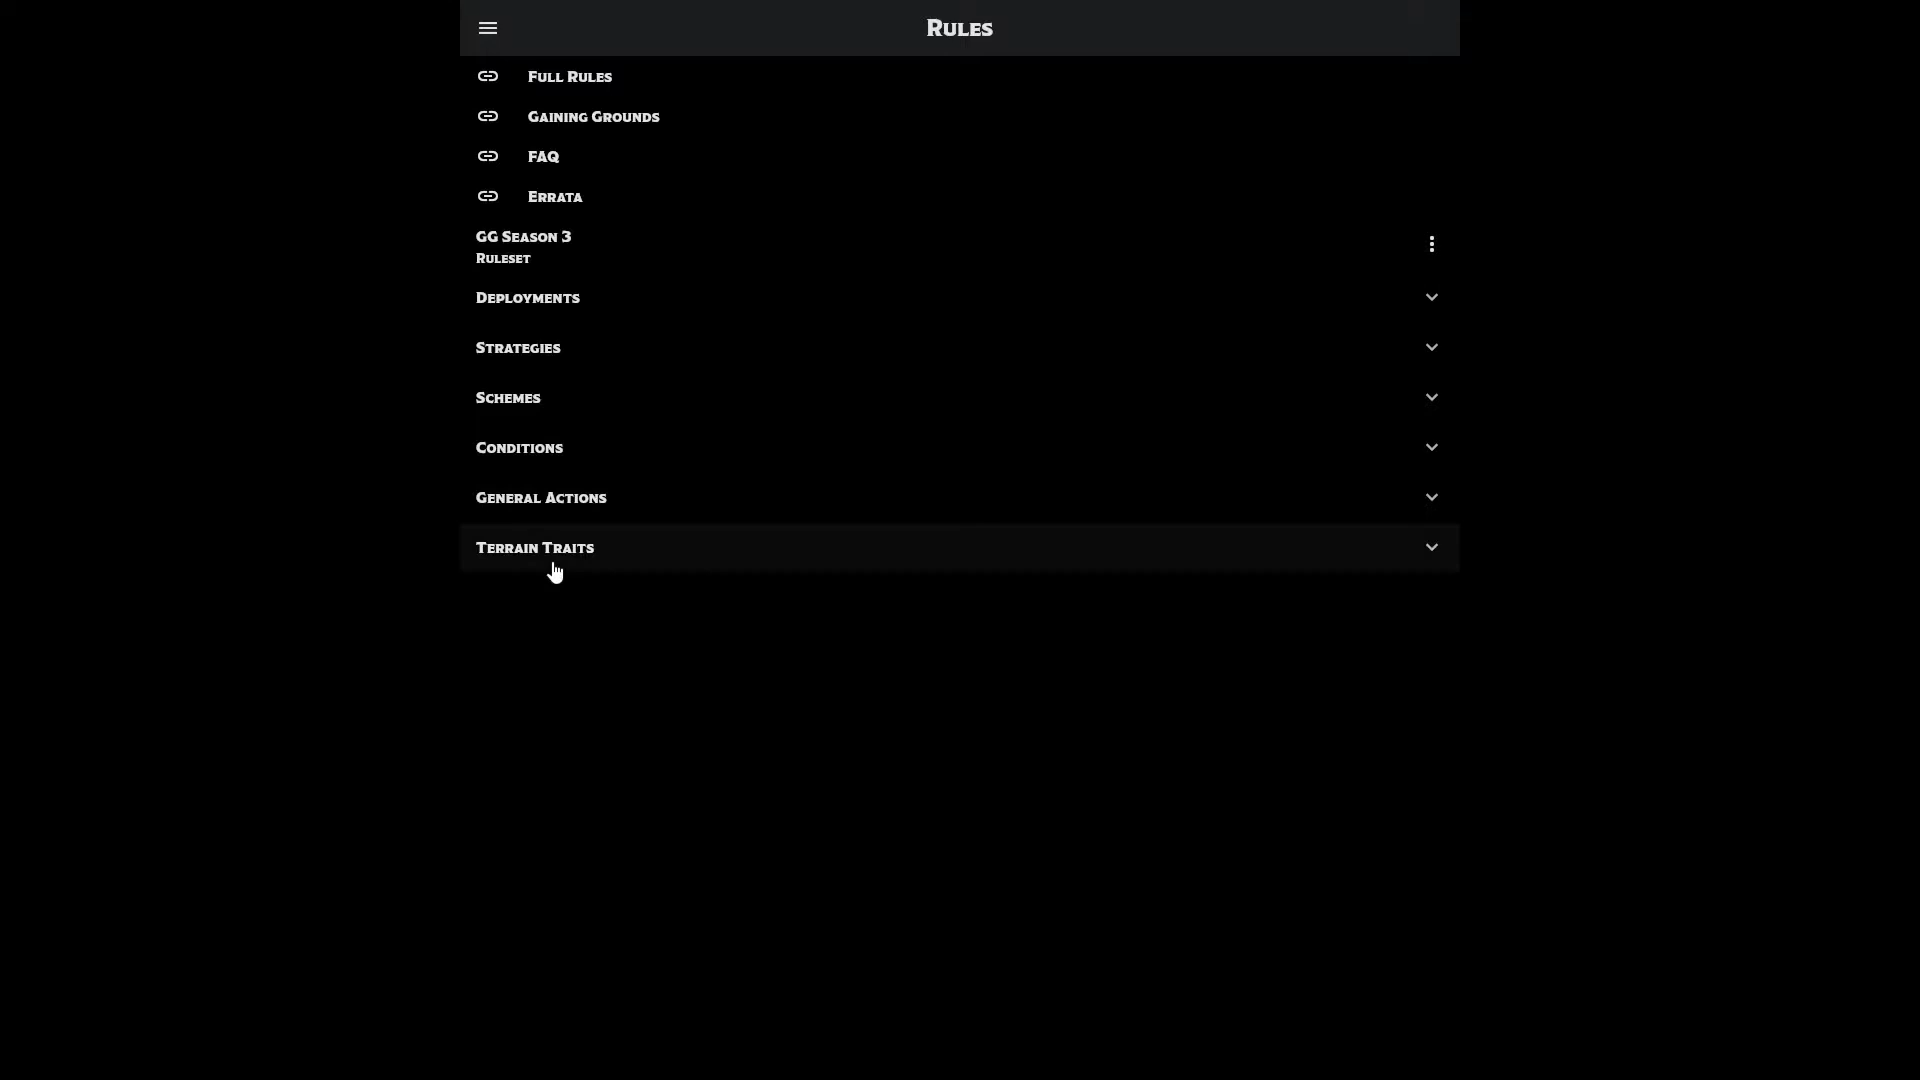 Rules
Full Rules
Gaining Grounds
FAQ
Errata
GG Season 3
Ruleset
Deployments
Strategies
Schemes
Conditions
General Actions
Terrain Traits